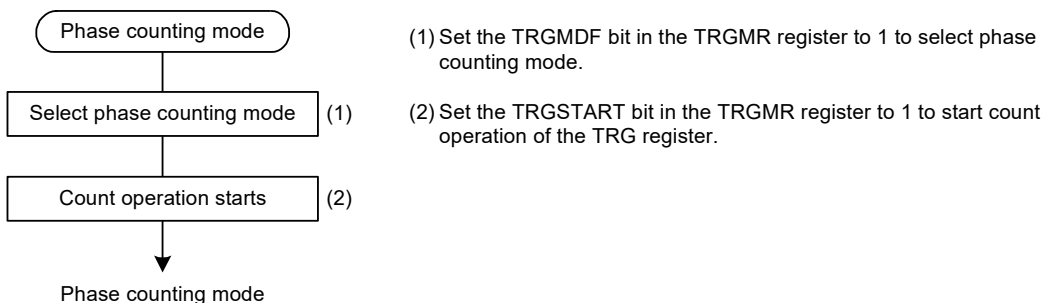 Phase counting mode
Select phase counting mode (1)
Count operation starts (2)
Phase counting mode
(1) Set the TRGMDF bit in the TRGMR register to 1 to select phase
counting mode.
(2) Set the TRGSTART bit in the TRGMR register to 1 to start count
operation of the TRG register.